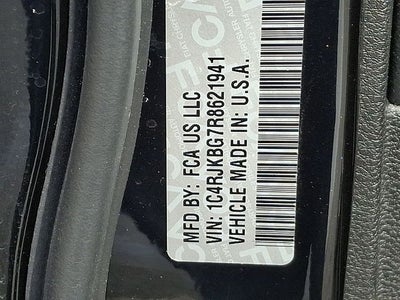 MFD BY: FCA US LLC
VIN: 1C4RJKBG7R8621941
VEHICLE MADE IN: U.S.A.